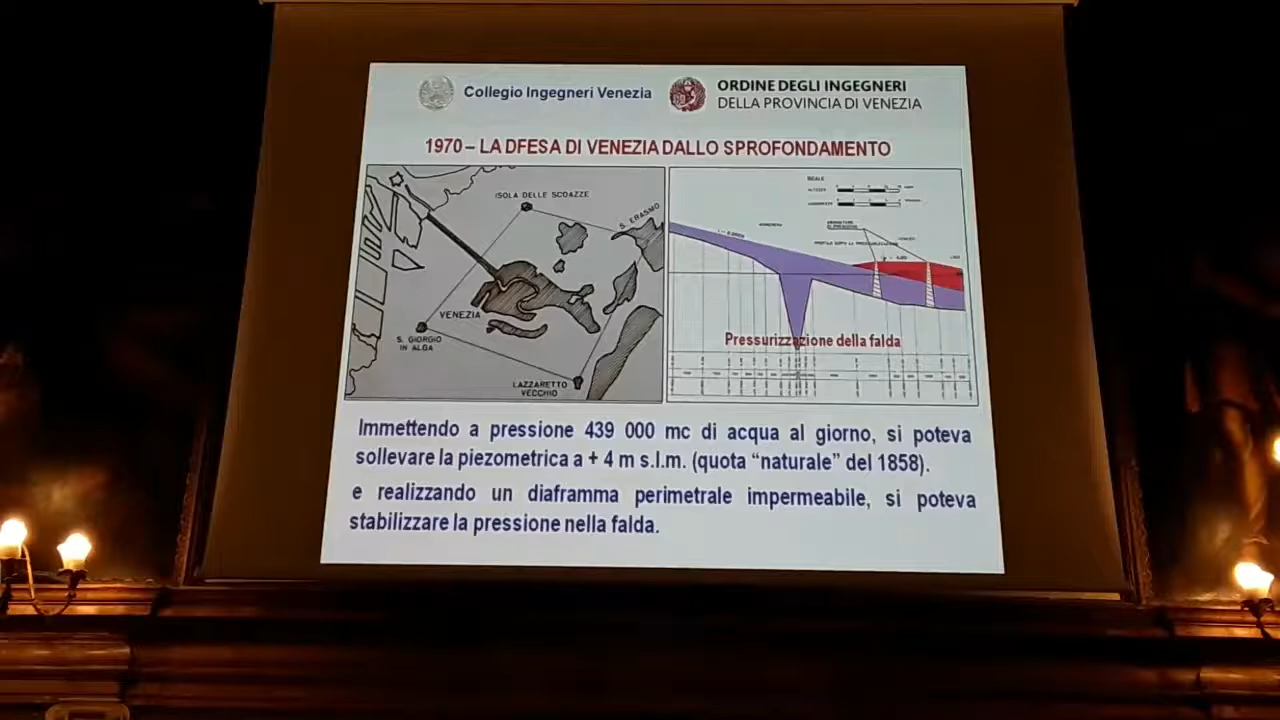 Collegio Ingegneri Venezia
ORDINE DEGLI INGEGNERI
DELLA PROVINCIA DI VENEZIA
1970 – LA DFESA DI VENEZIA DALLO SPROFONDAMENTO
ISOLA DELLE SCOAZZE
S. ERASMO
VENEZIA
S. GIORGIO
IN ALGA
LAZZARETTO
VECCHIO
SCALE
Pressurizzazione della falda
Immettendo a pressione 439 000 mc di acqua al giorno, si poteva
sollevare la piezometrica a + 4 m s.l.m. (quota “naturale” del 1858).
e realizzando un diaframma perimetrale impermeabile, si poteva
stabilizzare la pressione nella falda.